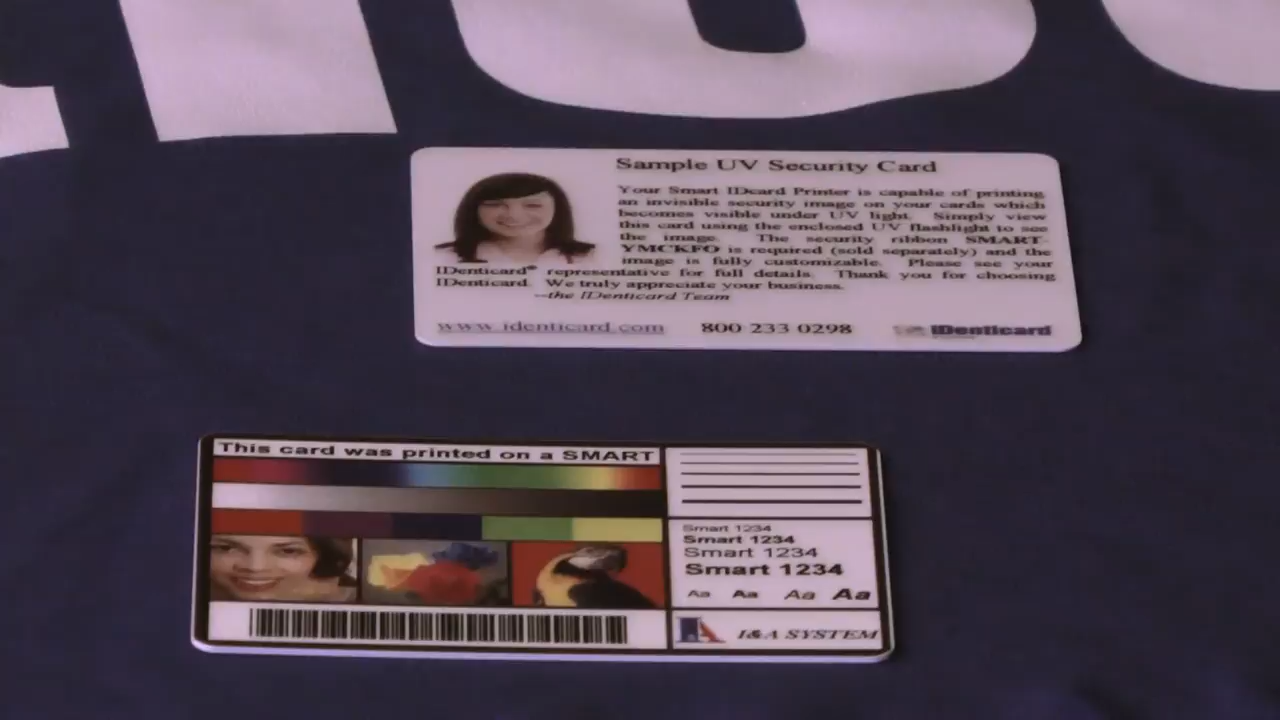 Sample UV Security Card
Your Smart IDcard Printer is capable of printing
an invisible security image on your cards which
becomes visible under UV light. Simply view
this card using the enclosed UV flashlight to see
the image. The security ribbon SMART-
YMCKFO is required (sold separately) and the
image is fully customizable. Please see your
IDenticard® representative for full details. Thank you for choosing
IDenticard. We truly appreciate your business.
--the IDenticard Team
www.identicard.com 800 233 0298 IDenticard
This card was printed on a SMART
Smart 1234
Smart 1234
Smart 1234
Smart 1234
Aa Aa Aa Aa
I&A SYSTEM